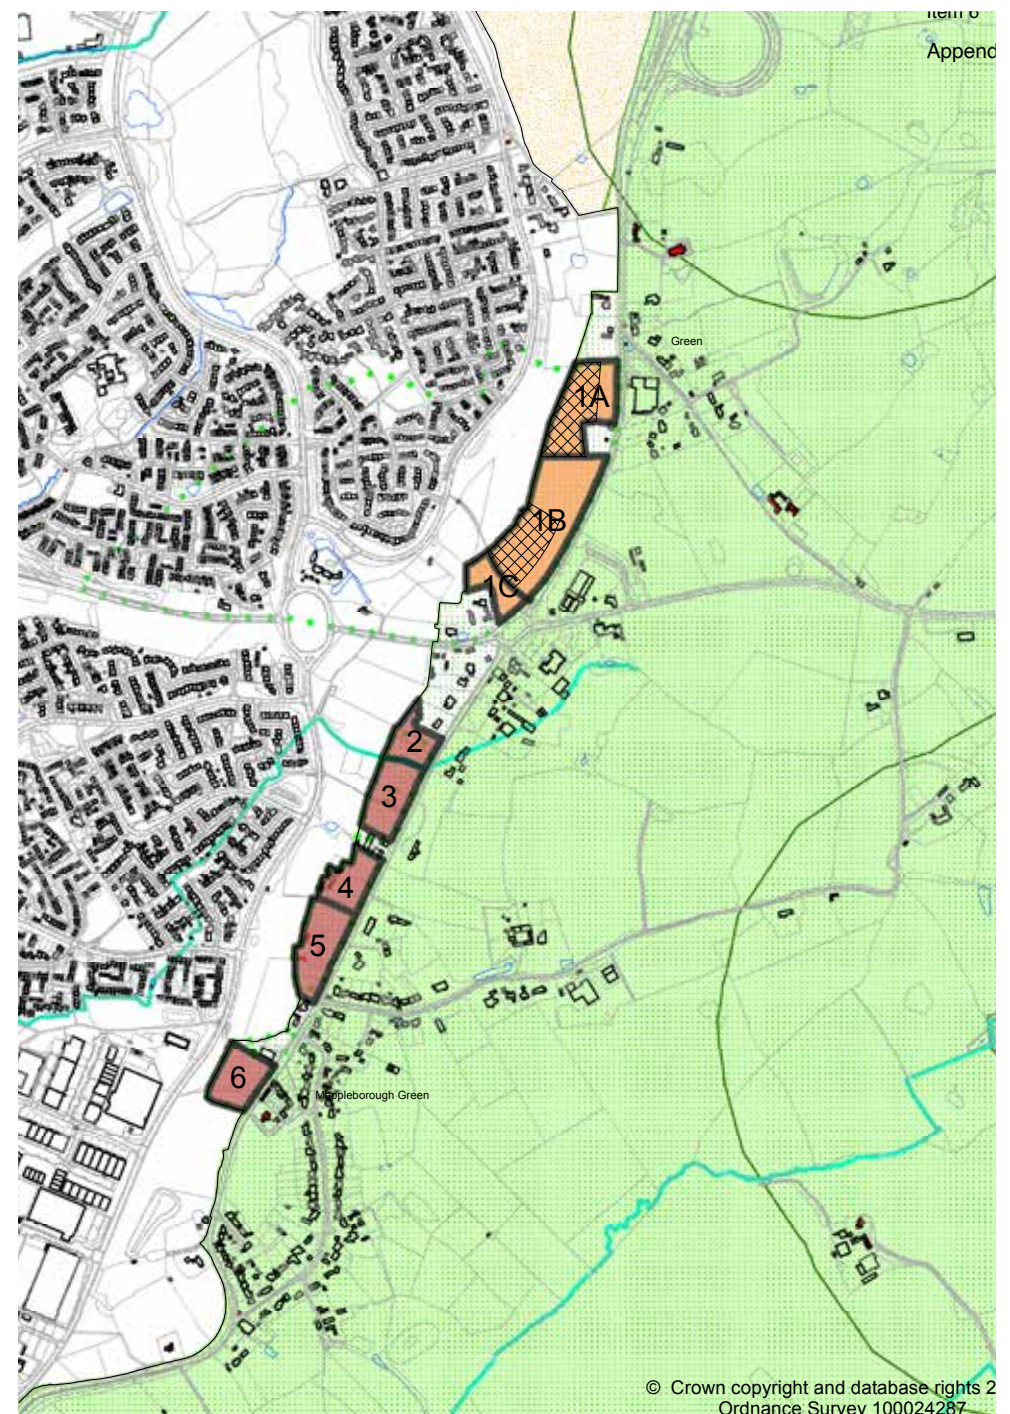 Item 6
Append
Green
1A
1B
1C
2
3
4
5
6
Mappleborough Green
© Crown copyright and database rights 2
Ordnance Survey 100024287